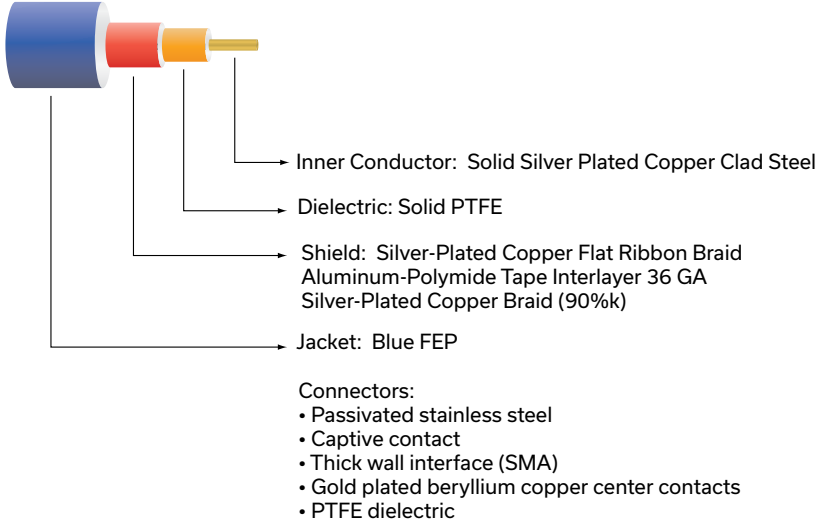 Inner Conductor: Solid Silver Plated Copper Clad Steel
Dielectric: Solid PTFE
Shield: Silver-Plated Copper Flat Ribbon Braid
Aluminum-Polymide Tape Interlayer 36 GA
Silver-Plated Copper Braid (90%k)
Jacket: Blue FEP
Connectors:
• Passivated stainless steel
• Captive contact
• Thick wall interface (SMA)
• Gold plated beryllium copper center contacts
• PTFE dielectric